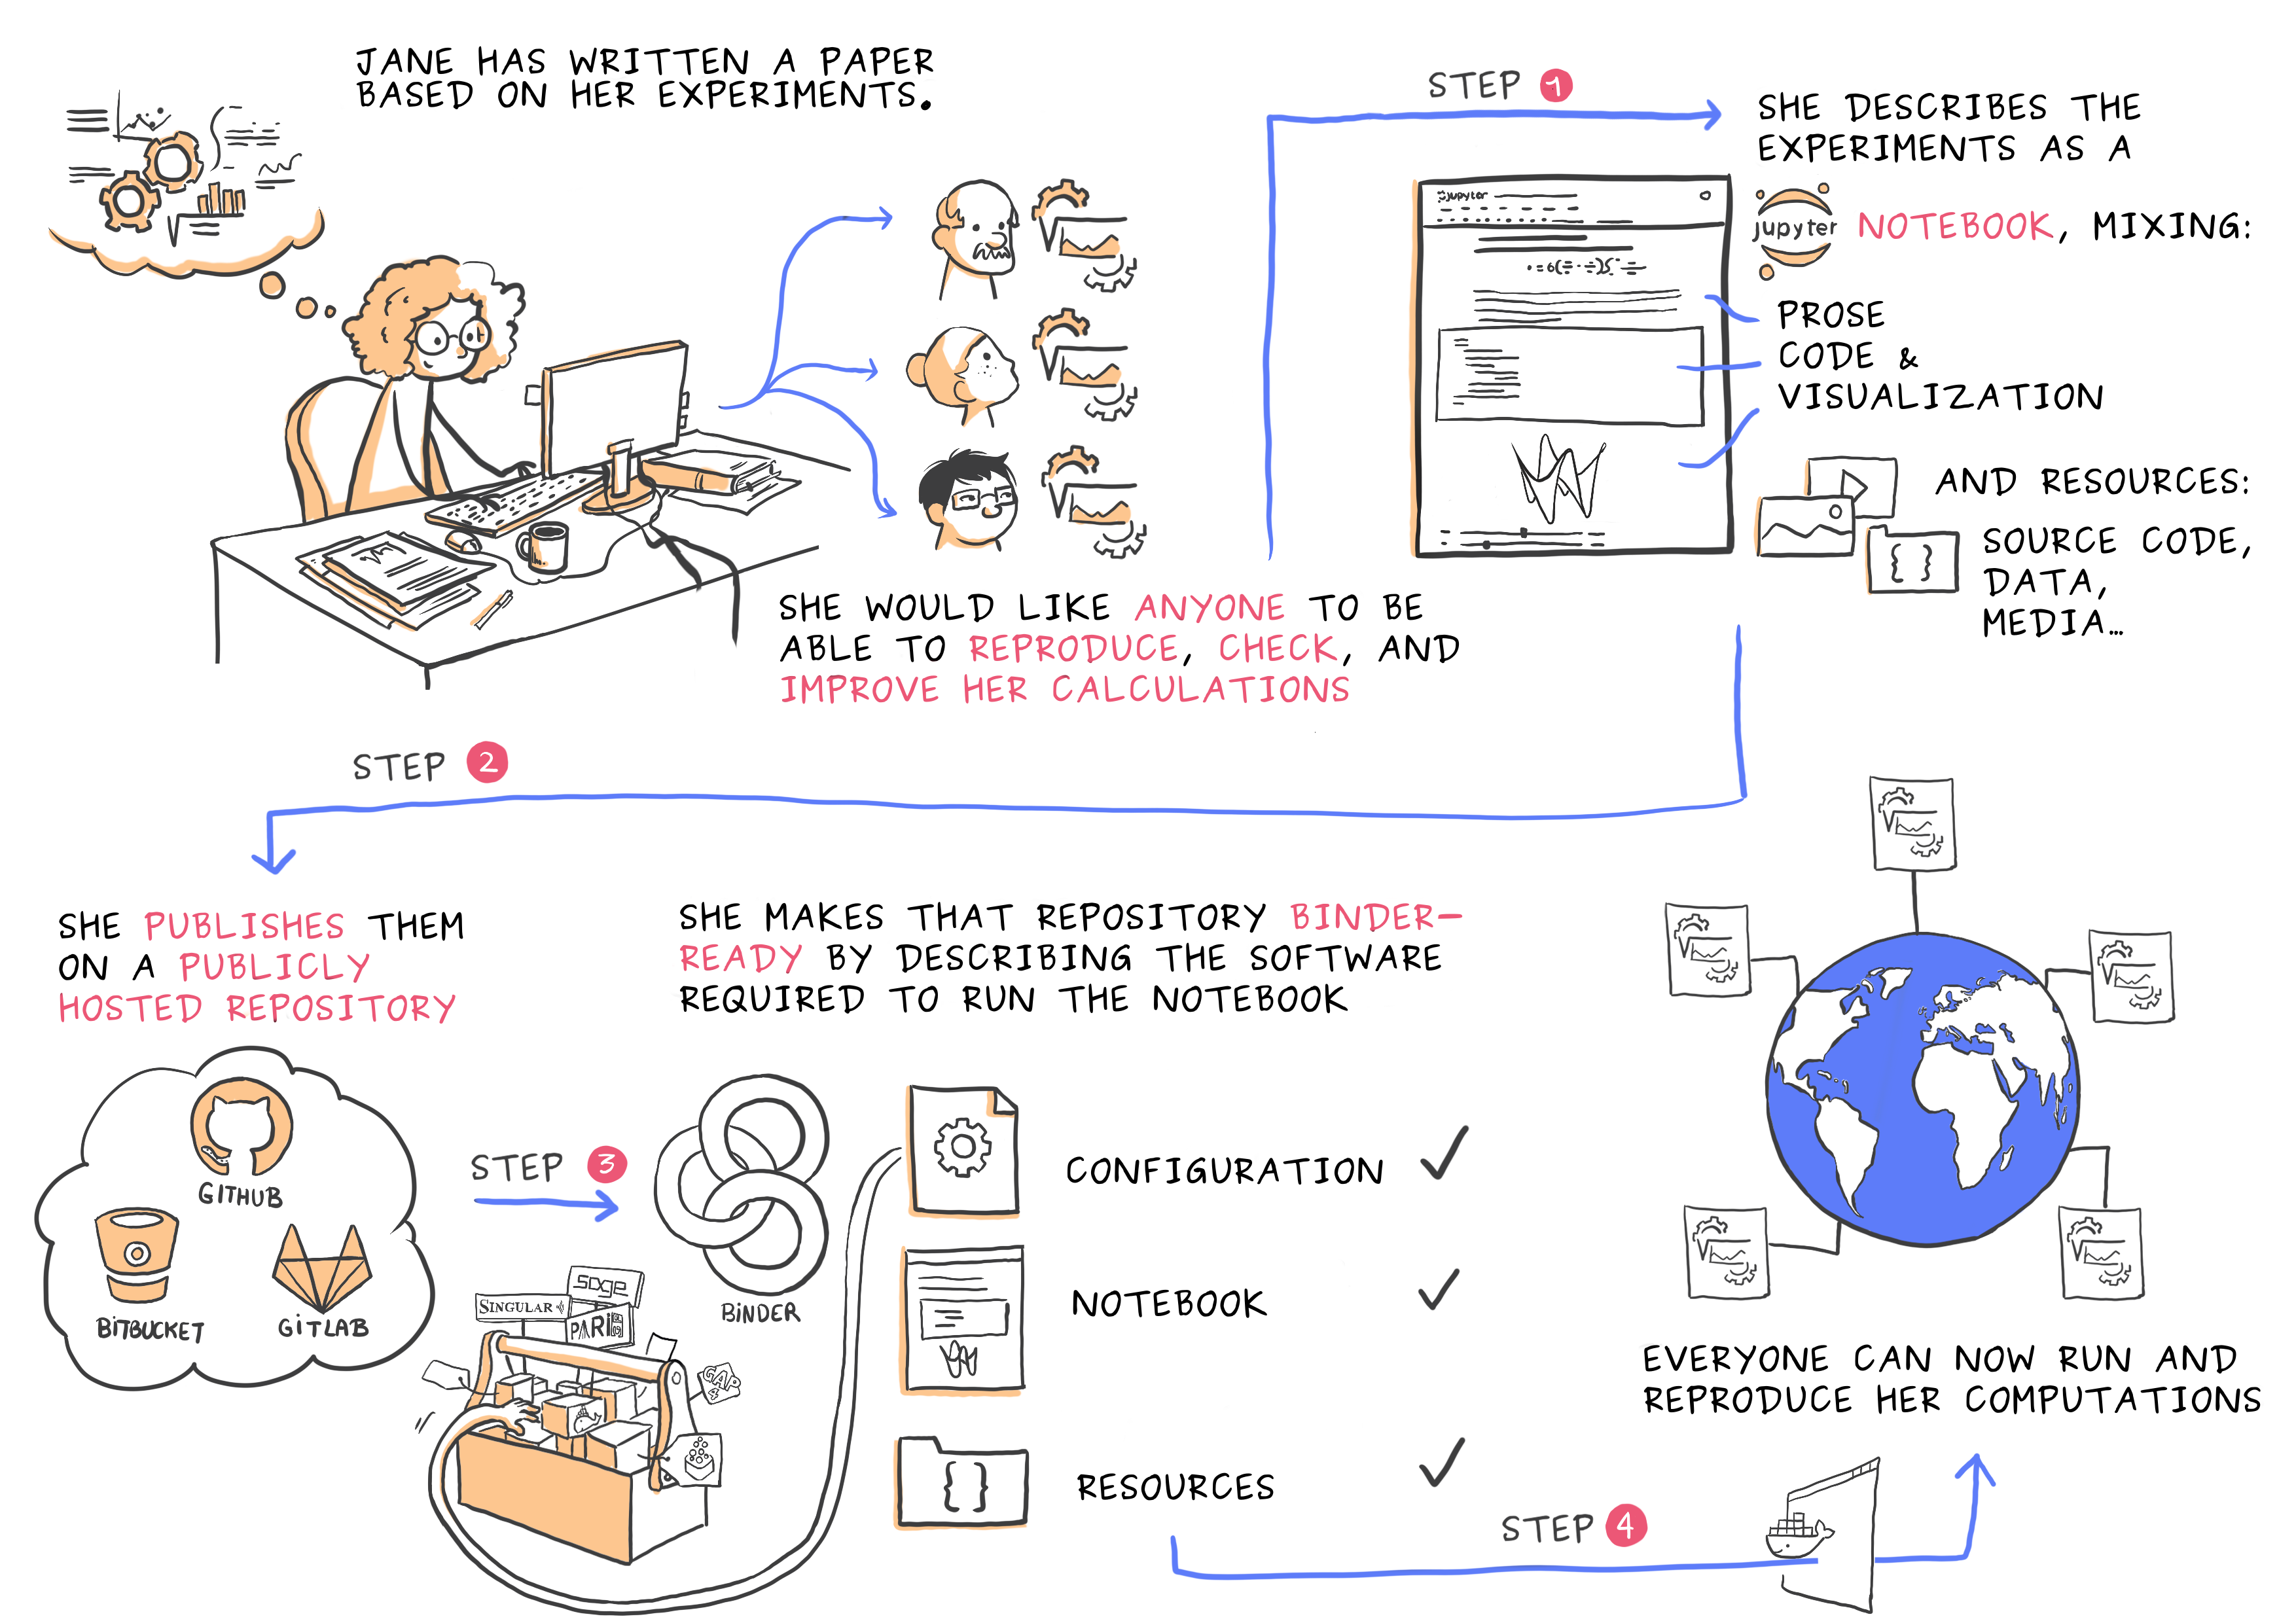 JANE HAS WRITTEN A PAPER
BASED ON HER EXPERIMENTS.
SHE WOULD LIKE ANYONE TO BE
ABLE TO REPRODUCE, CHECK, AND
IMPROVE HER CALCULATIONS
STEP 1
SHE DESCRIBES THE
EXPERIMENTS AS A
jupyter NOTEBOOK, MIXING:
jupyter
PROSE
CODE &
VISUALIZATION
AND RESOURCES:
{ }
SOURCE CODE,
DATA,
MEDIA...
STEP 2
SHE PUBLISHES THEM
ON A PUBLICLY
HOSTED REPOSITORY
GITHUB
BITBUCKET
GITLAB
STEP 3
SHE MAKES THAT REPOSITORY BINDER-
READY BY DESCRIBING THE SOFTWARE
REQUIRED TO RUN THE NOTEBOOK
BINDER
sage
SINGULAR
PARI
GAP
4
CONFIGURATION
NOTEBOOK
{ }
RESOURCES
STEP 4
EVERYONE CAN NOW RUN AND
REPRODUCE HER COMPUTATIONS